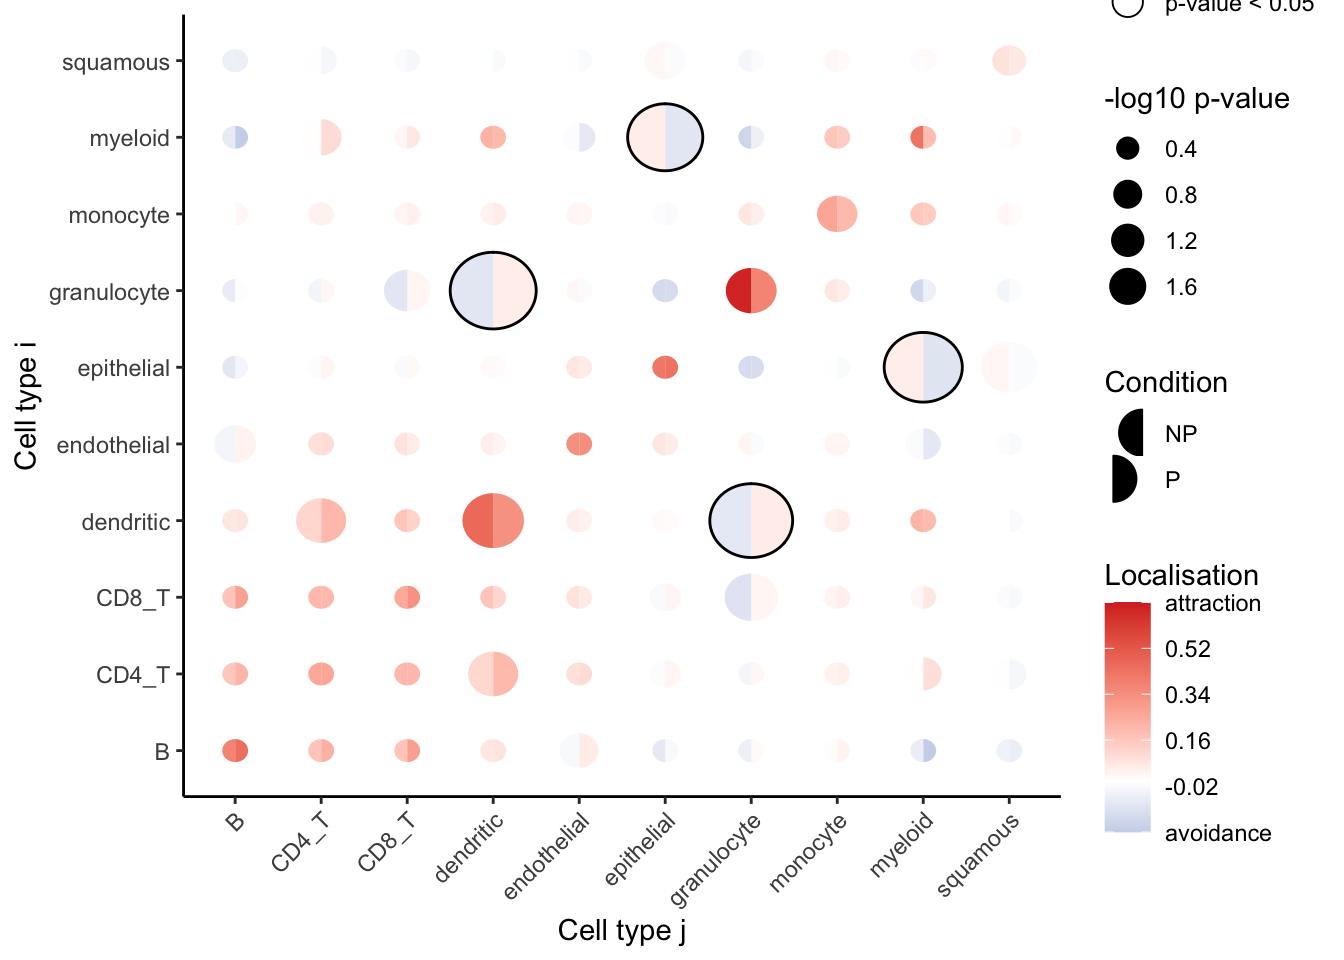 p-value < 0.05
-log10 p-value
0.4
0.8
1.2
1.6
Condition
NP
P
Localisation
attraction
0.52
0.34
0.16
-0.02
avoidance
Cell type i
squamous
myeloid
monocyte
granulocyte
epithelial
endothelial
dendritic
CD8_T
CD4_T
B
B
CD4_T
CD8_T
dendritic
endothelial
epithelial
granulocyte
monocyte
myeloid
squamous
Cell type j